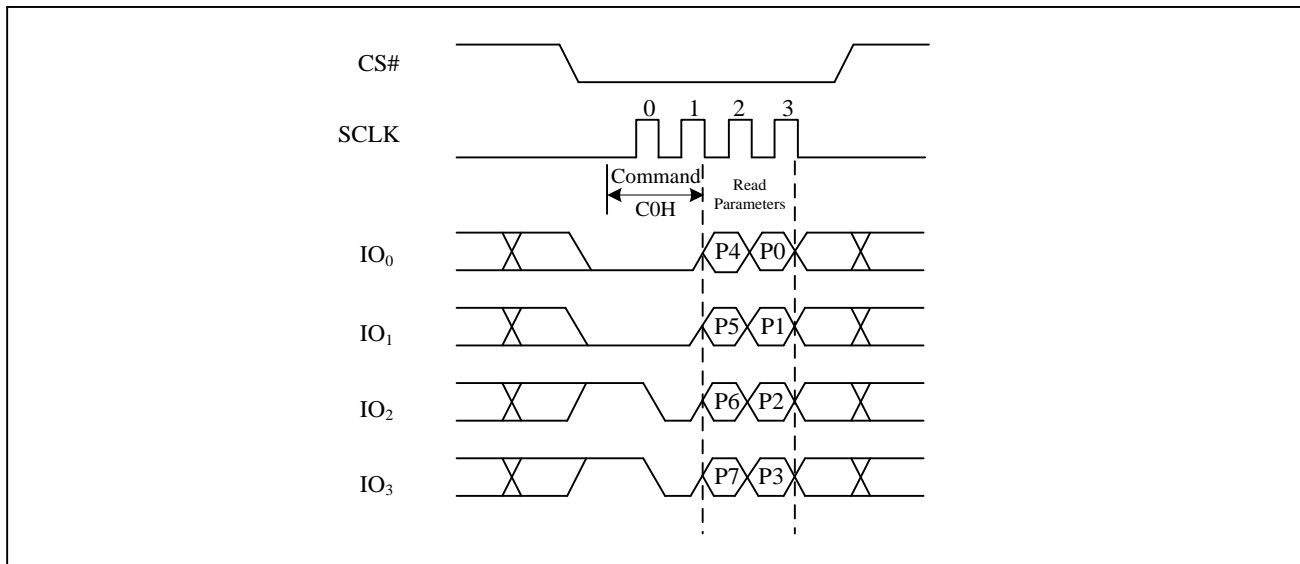 CS#
0 1 2 3
SCLK
Command
C0H
Read
Parameters
IO₀ P4 P0
IO₁ P5 P1
IO₂ P6 P2
IO₃ P7 P3